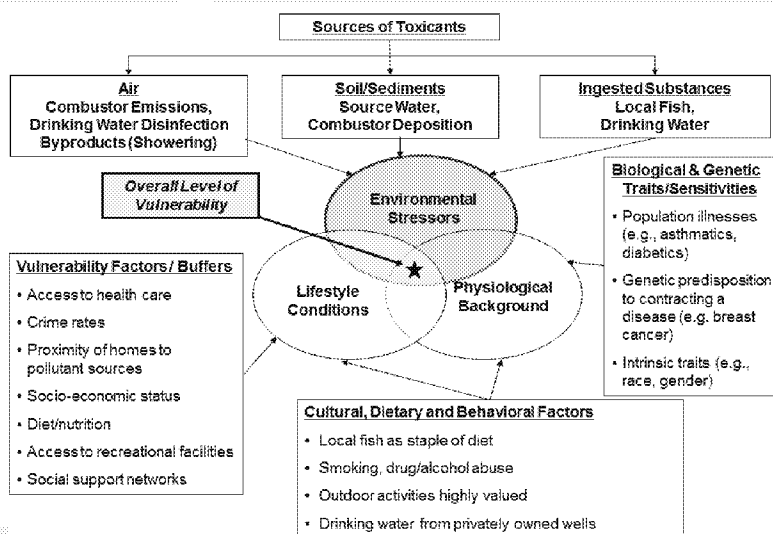 Sources of Toxicants
Air
Combustor Emissions,
Drinking Water Disinfection
Byproducts (Showering)
Soil/Sediments
Source Water,
Combustor Deposition
Ingested Substances
Local Fish,
Drinking Water
Overall Level of
Vulnerability
Environmental
Stressors
Biological & Genetic
Traits/Sensitivities
• Population illnesses
(e.g., asthmatics,
diabetics)
• Genetic predisposition
to contracting a
disease (e.g. breast
cancer)
• Intrinsic traits (e.g.,
race, gender)
Vulnerability Factors / Buffers
• Access to health care
• Crime rates
• Proximity of homes to
pollutant sources
• Socio-economic status
• Diet/nutrition
• Access to recreational facilities
• Social support networks
Lifestyle
Conditions
Physiological
Background
Cultural, Dietary and Behavioral Factors
• Local fish as staple of diet
• Smoking, drug/alcohol abuse
• Outdoor activities highly valued
• Drinking water from privately owned wells